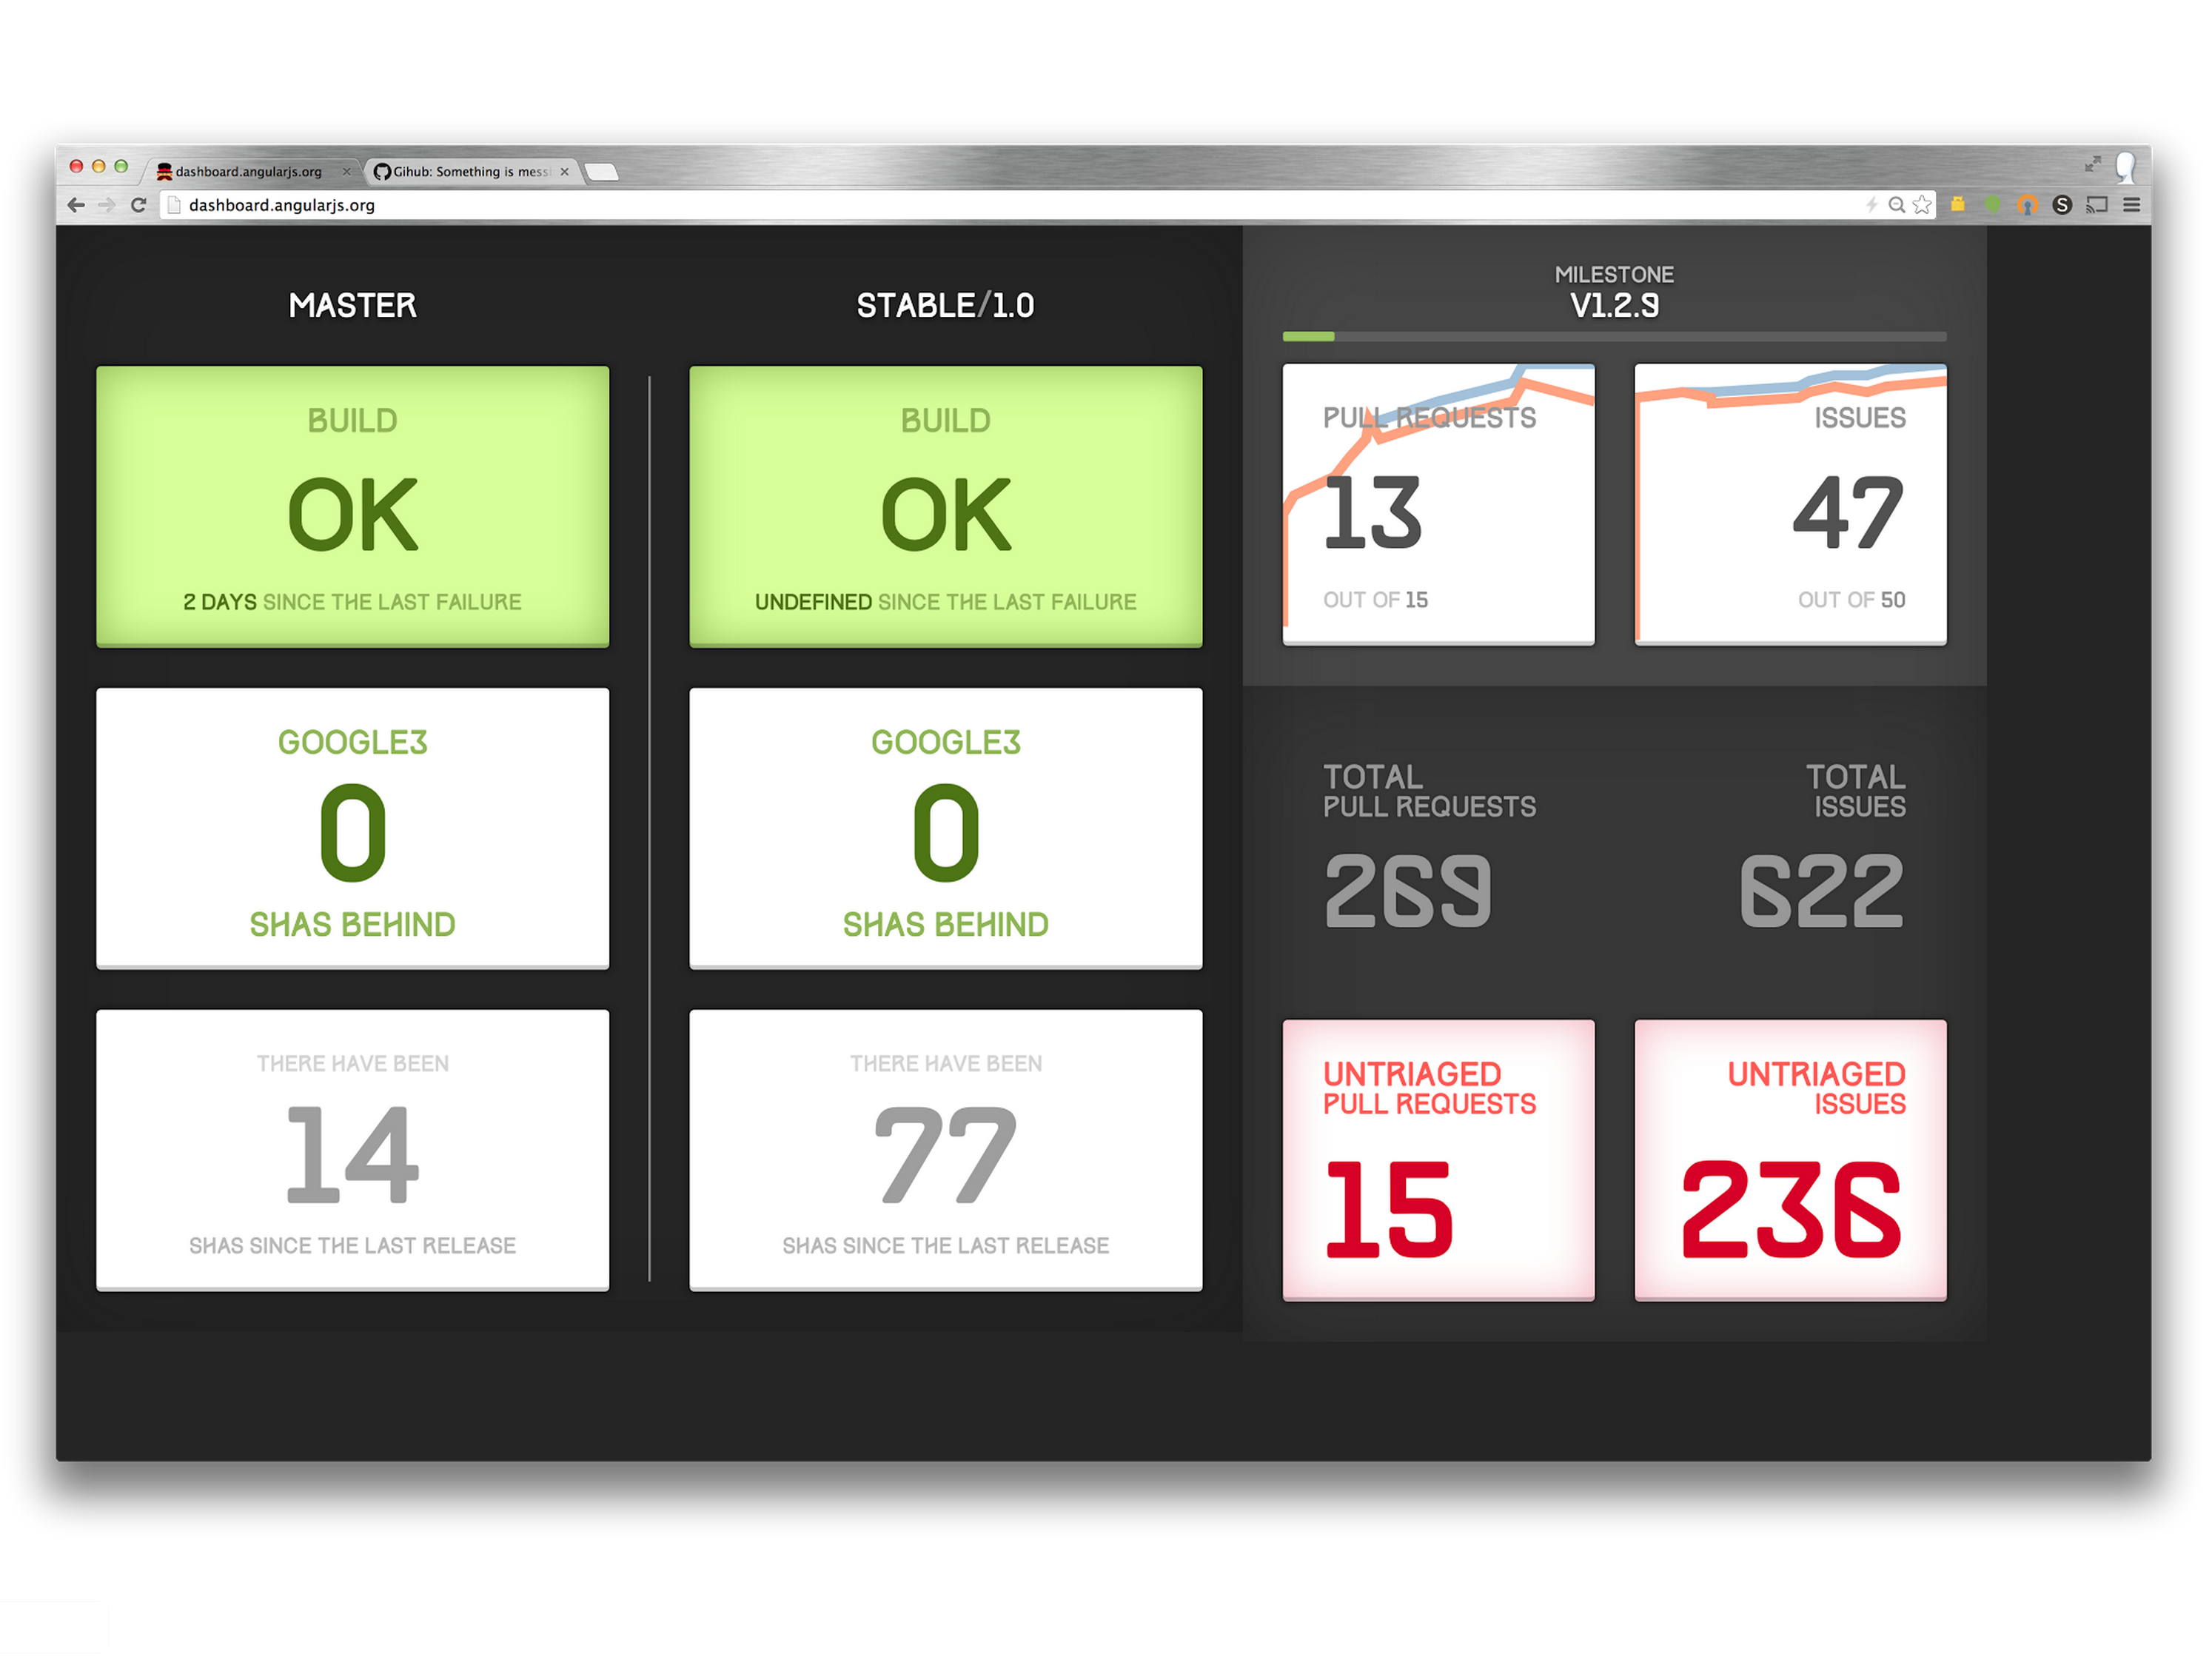 dashboard.angularjs.org
Gihub: Something is mess
dashboard.angularjs.org
MASTER
BUILD
OK
2 DAYS SINCE THE LAST FAILURE
GOOGLE3
0
SHAS BEHIND
THERE HAVE BEEN
14
SHAS SINCE THE LAST RELEASE
STABLE/1.0
BUILD
OK
UNDEFINED SINCE THE LAST FAILURE
GOOGLE3
0
SHAS BEHIND
THERE HAVE BEEN
77
SHAS SINCE THE LAST RELEASE
MILESTONE
V1.2.9
PULL REQUESTS
13
OUT OF 15
ISSUES
47
OUT OF 50
TOTAL
PULL REQUESTS
269
TOTAL
ISSUES
622
UNTRIAGED
PULL REQUESTS
15
UNTRIAGED
ISSUES
236